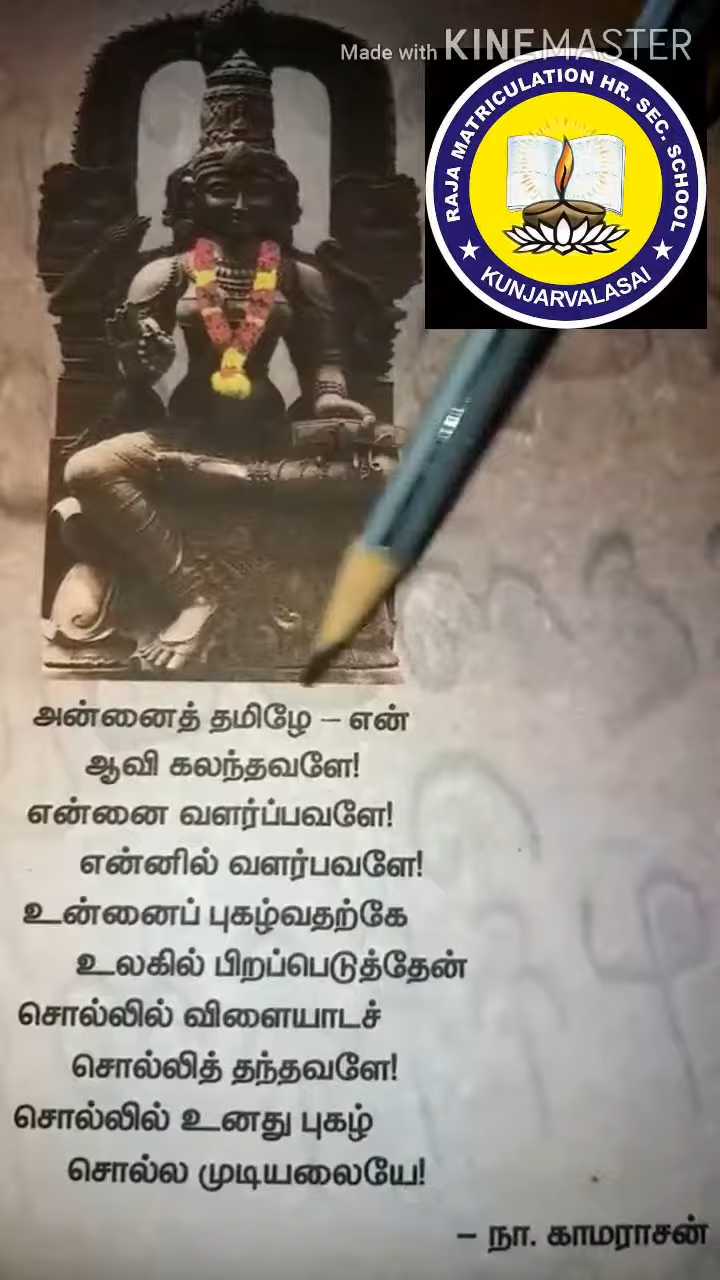 Made with KINEMASTER
RAJA MATRICULATION HR. SEC. SCHOOL
★ KUNJARVALASAI ★
அன்னைத் தமிழே – என்
ஆவி கலந்தவளே!
என்னை வளர்ப்பவளே!
என்னில் வளர்பவளே!
உன்னைப் புகழ்வதற்கே
உலகில் பிறப்பெடுத்தேன்
சொல்லில் விளையாடச்
சொல்லித் தந்தவளே!
சொல்லில் உனது புகழ்
சொல்ல முடியலையே!
– நா. காமராசன்